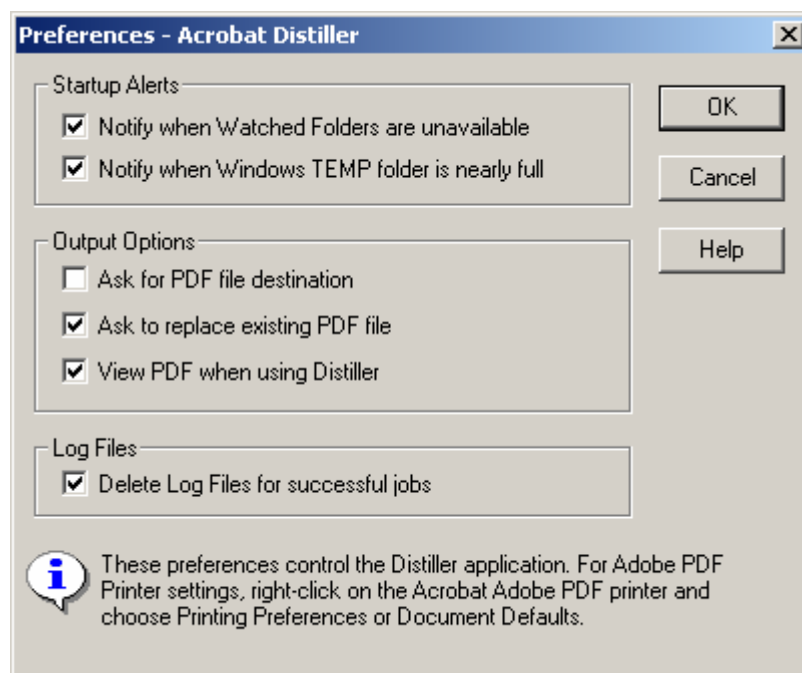 Preferences - Acrobat Distiller
Startup Alerts
Notify when Watched Folders are unavailable
Notify when Windows TEMP folder is nearly full
OK
Cancel
Help
Output Options
Ask for PDF file destination
Ask to replace existing PDF file
View PDF when using Distiller
Log Files
Delete Log Files for successful jobs
These preferences control the Distiller application. For Adobe PDF
Printer settings, right-click on the Acrobat Adobe PDF printer and
choose Printing Preferences or Document Defaults.